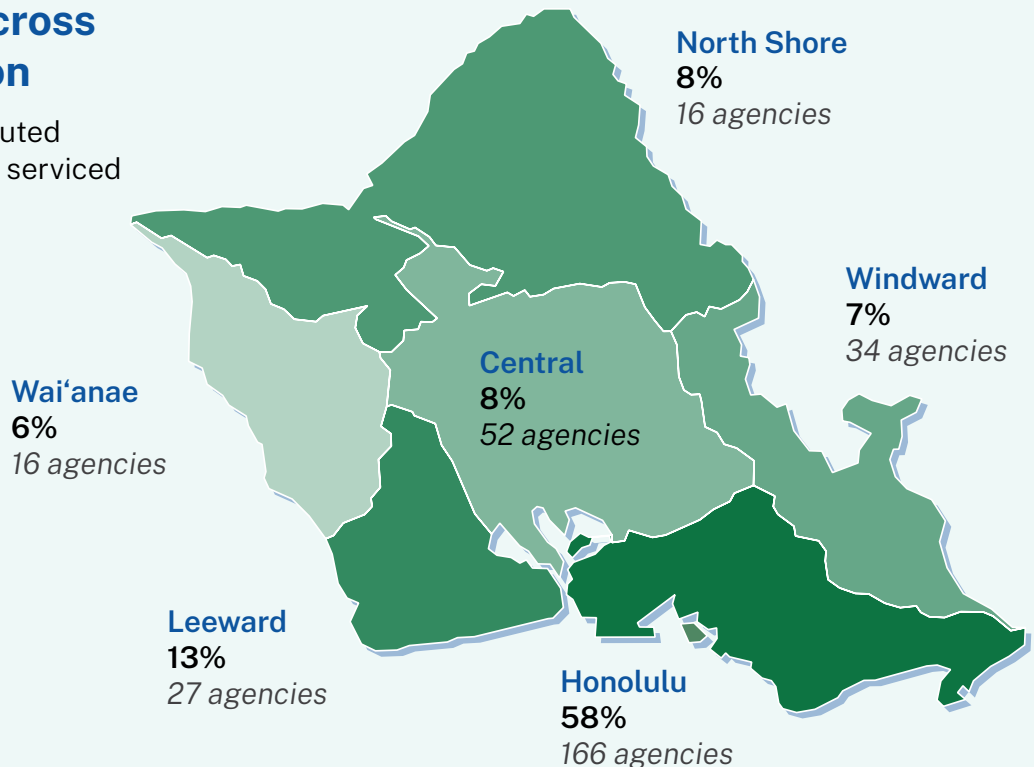 cross
on
uted
serviced
North Shore
8%
16 agencies
Windward
7%
34 agencies
Central
8%
52 agencies
Wai‘anae
6%
16 agencies
Leeward
13%
27 agencies
Honolulu
58%
166 agencies